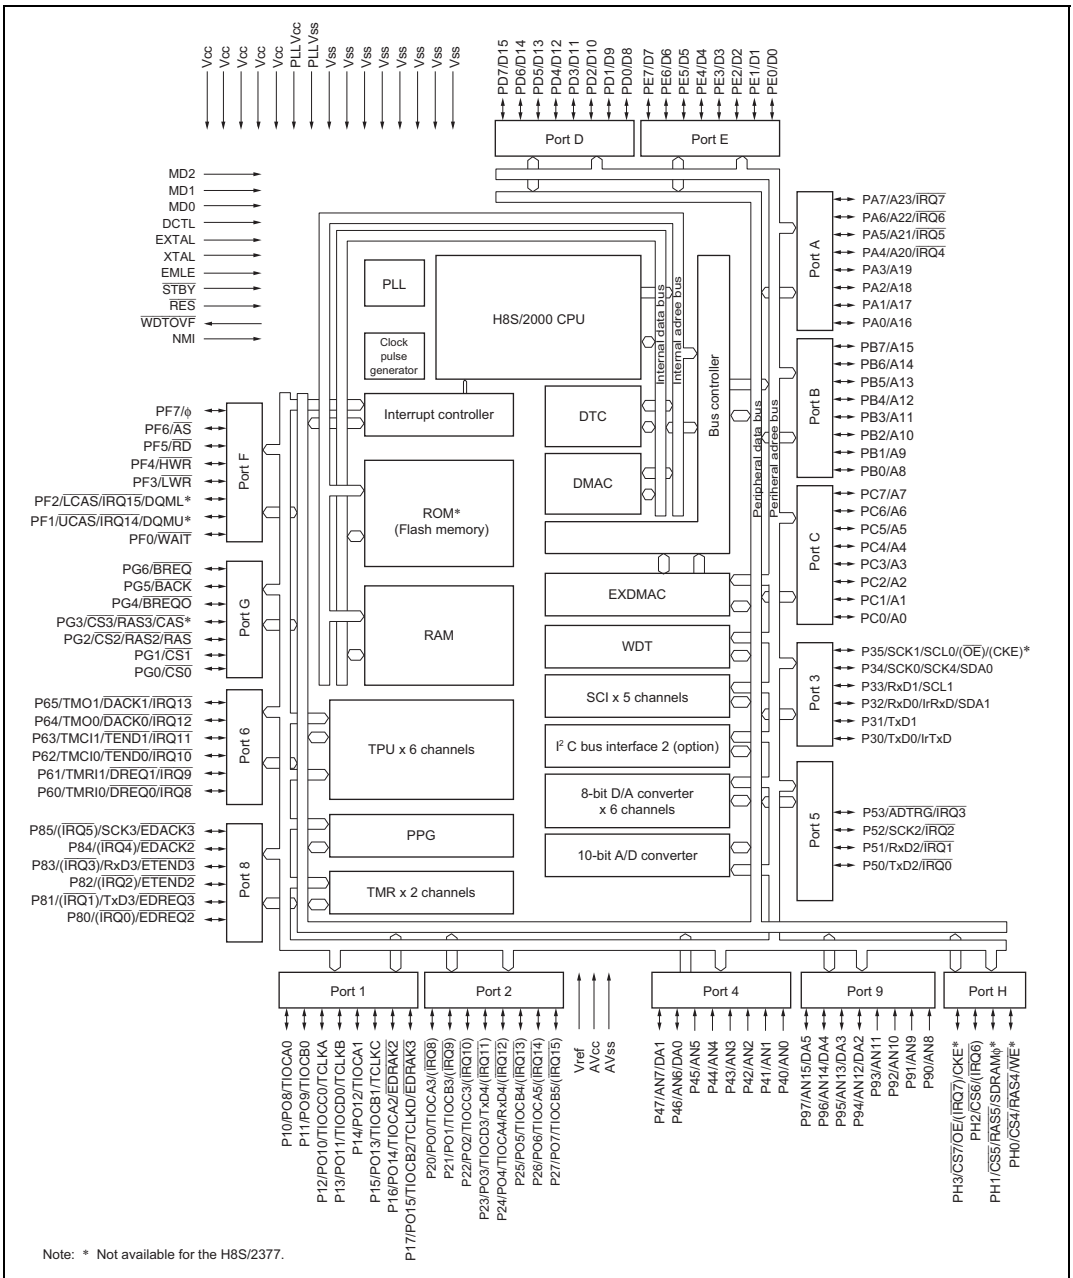 Vcc
Vcc
Vcc
Vcc
Vcc
PLLVcc
PLLVss
Vss
Vss
Vss
Vss
Vss
Vss
Vss
Vss
PD7/D15
PD6/D14
PD5/D13
PD4/D12
PD3/D11
PD2/D10
PD1/D9
PD0/D8
PE7/D7
PE6/D6
PE5/D5
PE4/D4
PE3/D3
PE2/D2
PE1/D1
PE0/D0
Port D
Port E
MD2
MD1
MD0
DCTL
EXTAL
XTAL
EMLE
STBY
RES
WDTOVF
NMI
PLL
Clock
pulse
generator
H8S/2000 CPU
Interrupt controller
DTC
DMAC
ROM*
(Flash memory)
RAM
Internal data bus
Internal adree bus
Bus controller
Peripheral data bus
Periheral adree bus
EXDMAC
WDT
SCI x 5 channels
I² C bus interface 2 (option)
8-bit D/A converter
x 6 channels
10-bit A/D converter
TPU x 6 channels
PPG
TMR x 2 channels
Port A
PA7/A23/IRQ7
PA6/A22/IRQ6
PA5/A21/IRQ5
PA4/A20/IRQ4
PA3/A19
PA2/A18
PA1/A17
PA0/A16
Port B
PB7/A15
PB6/A14
PB5/A13
PB4/A12
PB3/A11
PB2/A10
PB1/A9
PB0/A8
Port C
PC7/A7
PC6/A6
PC5/A5
PC4/A4
PC3/A3
PC2/A2
PC1/A1
PC0/A0
Port 3
P35/SCK1/SCL0/(OE)/(CKE)*
P34/SCK0/SCK4/SDA0
P33/RxD1/SCL1
P32/RxD0/IrRxD/SDA1
P31/TxD1
P30/TxD0/IrTxD
Port 5
P53/ADTRG/IRQ3
P52/SCK2/IRQ2
P51/RxD2/IRQ1
P50/TxD2/IRQ0
PF7/ϕ
PF6/AS
PF5/RD
PF4/HWR
PF3/LWR
PF2/LCAS/IRQ15/DQML*
PF1/UCAS/IRQ14/DQMU*
PF0/WAIT
Port F
PG6/BREQ
PG5/BACK
PG4/BREQO
PG3/CS3/RAS3/CAS*
PG2/CS2/RAS2/RAS
PG1/CS1
PG0/CS0
Port G
P65/TMO1/DACK1/IRQ13
P64/TMO0/DACK0/IRQ12
P63/TMCI1/TEND1/IRQ11
P62/TMCI0/TEND0/IRQ10
P61/TMRI1/DREQ1/IRQ9
P60/TMRI0/DREQ0/IRQ8
Port 6
P85/(IRQ5)/SCK3/EDACK3
P84/(IRQ4)/EDACK2
P83/(IRQ3)/RxD3/ETEND3
P82/(IRQ2)/ETEND2
P81/(IRQ1)/TxD3/EDREQ3
P80/(IRQ0)/EDREQ2
Port 8
Port 1
Port 2
Port 4
Port 9
Port H
P10/PO8/TIOCA0
P11/PO9/TIOCB0
P12/PO10/TIOCC0/TCLKA
P13/PO11/TIOCD0/TCLKB
P14/PO12/TIOCA1
P15/PO13/TIOCB1/TCLKC
P16/PO14/TIOCA2/EDRAK2
P17/PO15/TIOCB2/TCLKD/EDRAK3
P20/PO0/TIOCA3/(IRQ8)
P21/PO1/TIOCB3/(IRQ9)
P22/PO2/TIOCC3/(IRQ10)
P23/PO3/TIOCD3/TxD4/(IRQ11)
P24/PO4/TIOCA4/RxD4/(IRQ12)
P25/PO5/TIOCB4/(IRQ13)
P26/PO6/TIOCA5/(IRQ14)
P27/PO7/TIOCB5/(IRQ15)
Vref
AVcc
AVss
P47/AN7/DA1
P46/AN6/DA0
P45/AN5
P44/AN4
P43/AN3
P42/AN2
P41/AN1
P40/AN0
P97/AN15/DA5
P96/AN14/DA4
P95/AN13/DA3
P94/AN12/DA2
P93/AN11
P92/AN10
P91/AN9
P90/AN8
PH3/CS7/OE/(IRQ7)/CKE*
PH2/CS6/(IRQ6)
PH1/CS5/RAS5/SDRAMϕ*
PH0/CS4/RAS4/WE*
Note: * Not available for the H8S/2377.